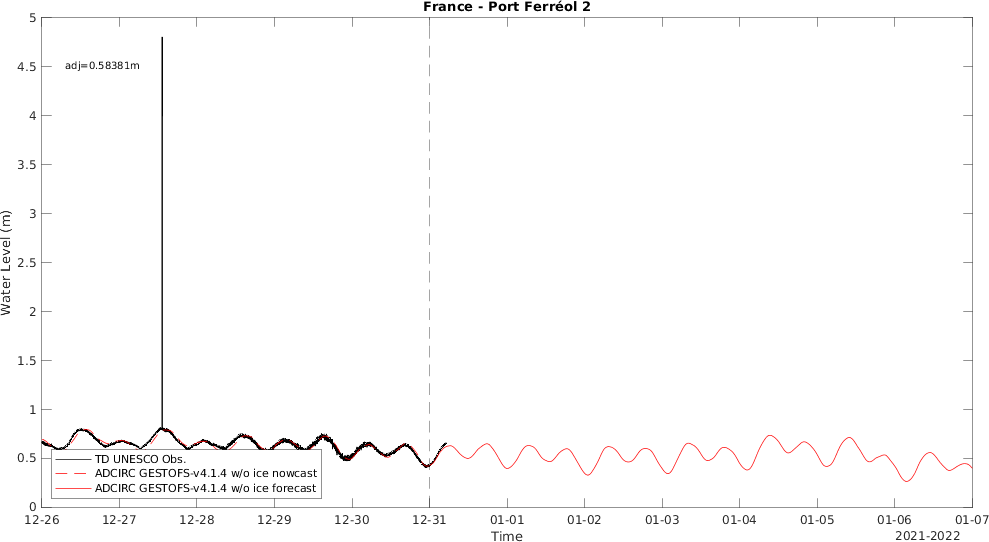 France - Port Ferréol 2
adj=0.58381m
Water Level (m)
5
4.5
4
3.5
3
2.5
2
1.5
1
0.5
0
TD UNESCO Obs.
ADCIRC GESTOFS-v4.1.4 w/o ice nowcast
ADCIRC GESTOFS-v4.1.4 w/o ice forecast
12-26 12-27 12-28 12-29 12-30 12-31 01-01 01-02 01-03 01-04 01-05 01-06 01-07
Time
2021-2022